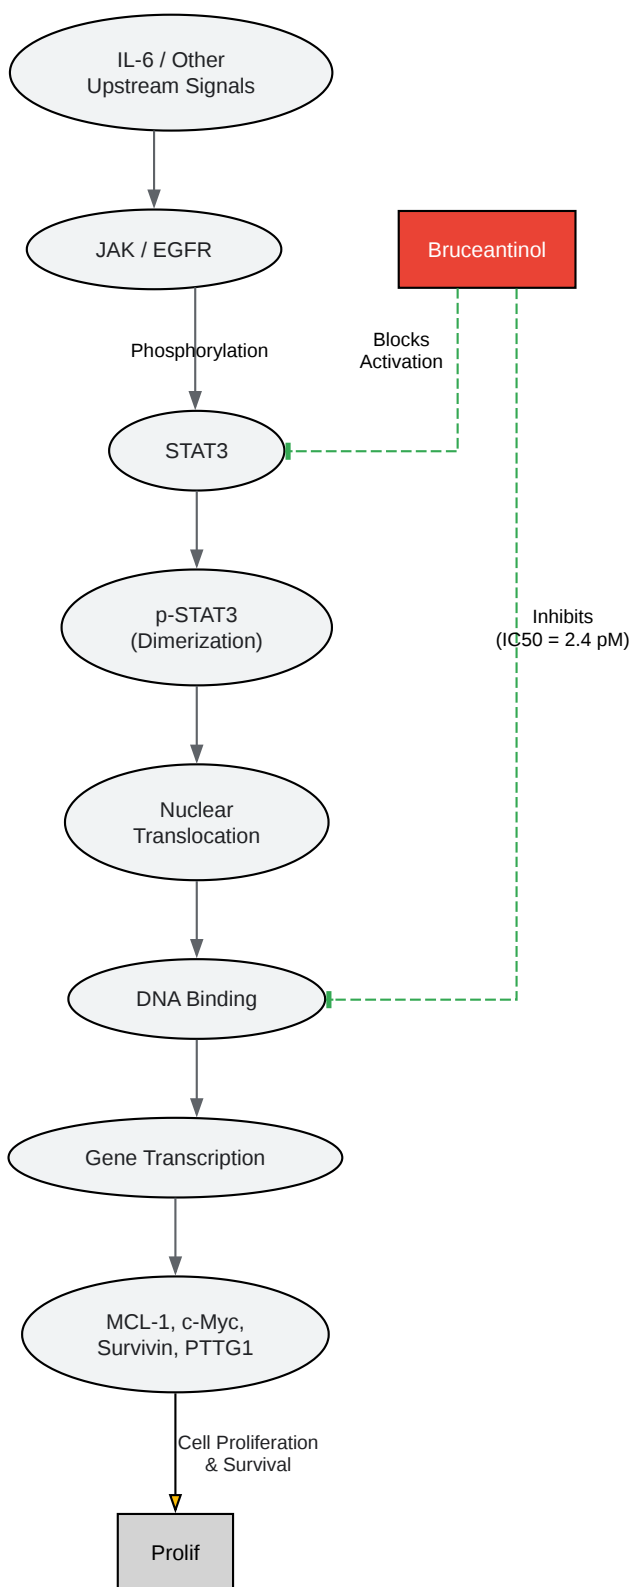 IL-6 / Other
Upstream Signals
JAK / EGFR
Bruceantinol
Phosphorylation
Blocks
Activation
STAT3
p-STAT3
(Dimerization)
Inhibits
(IC50 = 2.4 pM)
Nuclear
Translocation
DNA Binding
Gene Transcription
MCL-1, c-Myc,
Survivin, PTTG1
Cell Proliferation
& Survival
Prolif